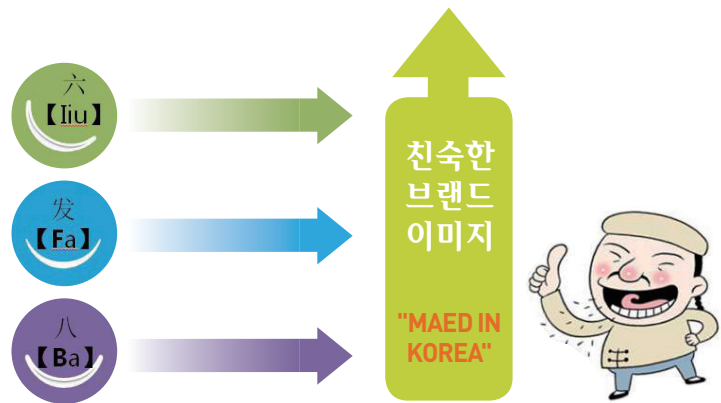 六
【Iiu】
发
【Fa】
八
【Ba】
친숙한
브랜드
이미지
"MAED IN
KOREA"